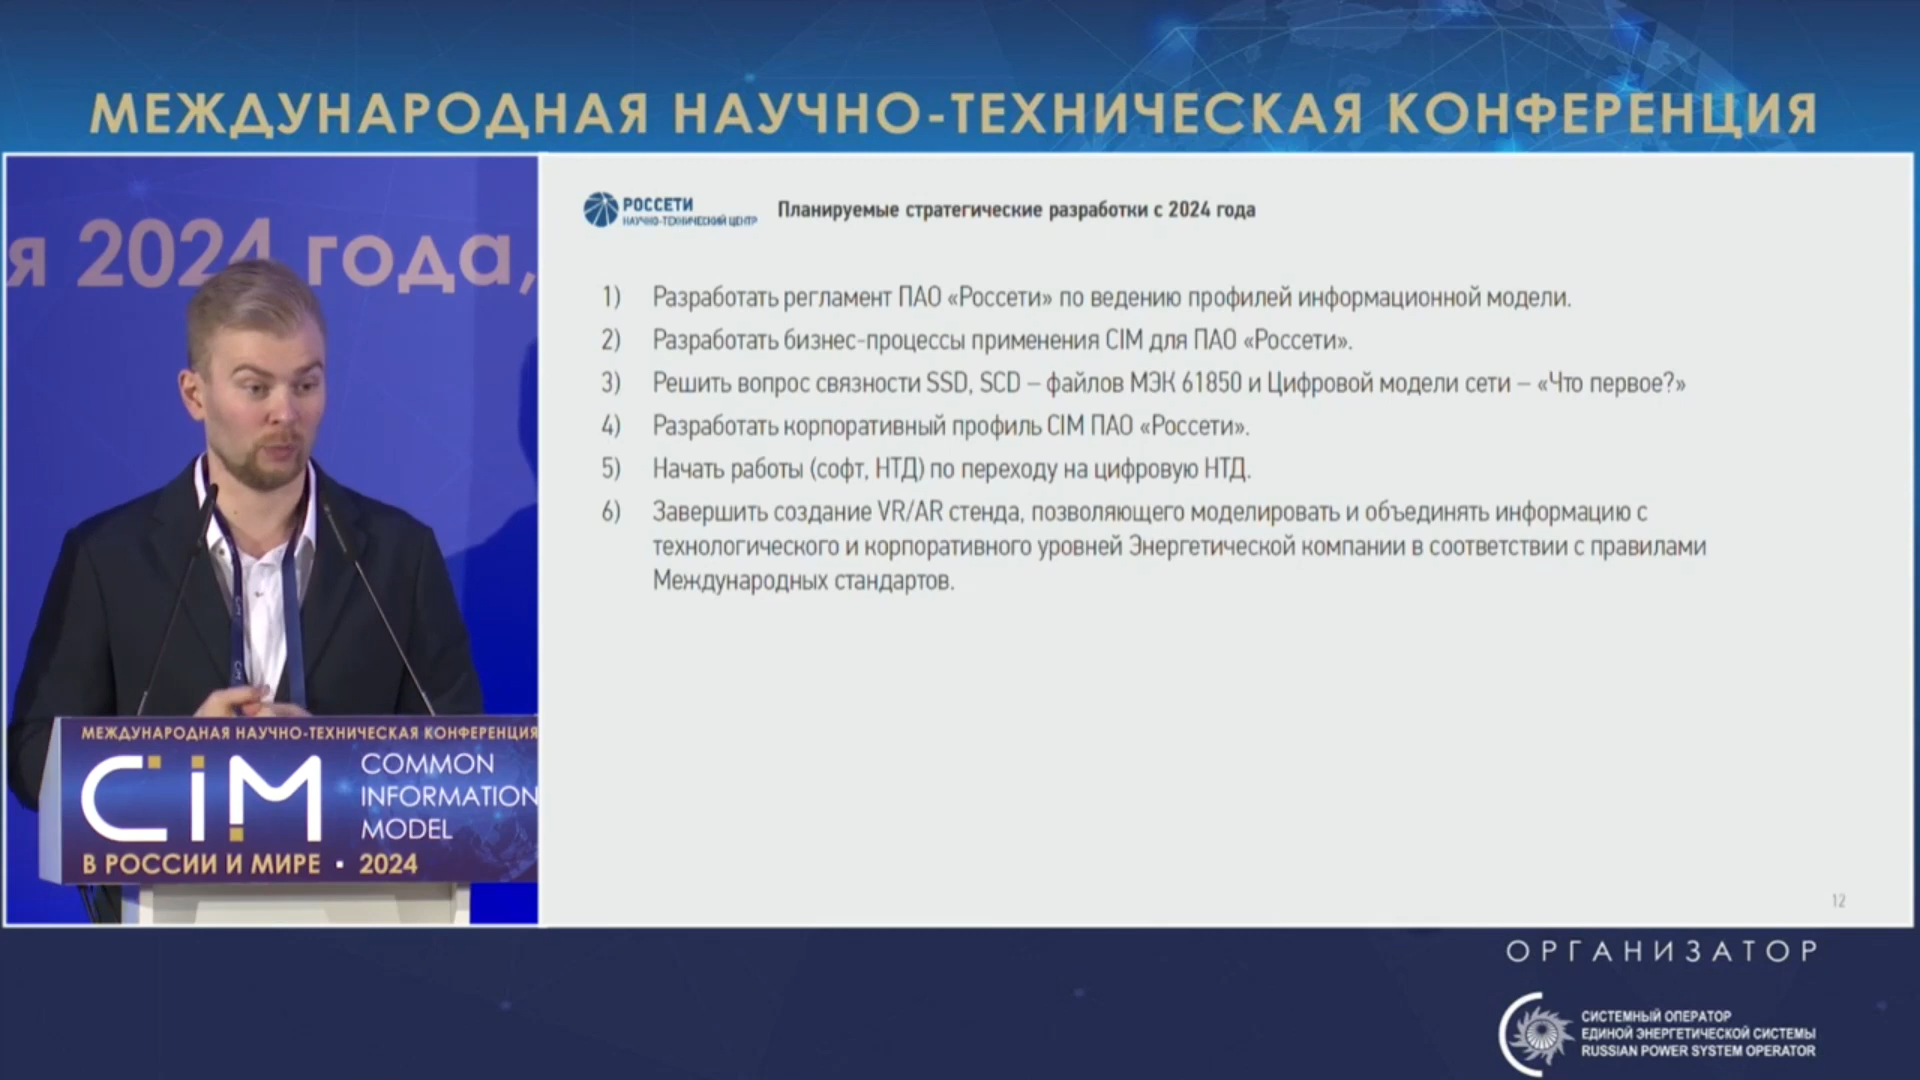 МЕЖДУНАРОДНАЯ НАУЧНО-ТЕХНИЧЕСКАЯ КОНФЕРЕНЦИЯ
я 2024 года,
РОССЕТИ
НАУЧНО-ТЕХНИЧЕСКИЙ ЦЕНТР
Планируемые стратегические разработки с 2024 года
1) Разработать регламент ПАО «Россети» по ведению профилей информационной модели.
2) Разработать бизнес-процессы применения CIM для ПАО «Россети».
3) Решить вопрос связности SSD, SCD – файлов МЭК 61850 и Цифровой модели сети – «Что первое?»
4) Разработать корпоративный профиль CIM ПАО «Россети».
5) Начать работы (софт, НТД) по переходу на цифровую НТД.
6) Завершить создание VR/AR стенда, позволяющего моделировать и объединять информацию с
технологического и корпоративного уровней Энергетической компании в соответствии с правилами
Международных стандартов.
12
МЕЖДУНАРОДНАЯ НАУЧНО-ТЕХНИЧЕСКАЯ КОНФЕРЕНЦИЯ
CiM
COMMON
INFORMATION
MODEL
В РОССИИ И МИРЕ · 2024
ОРГАНИЗАТОР
СИСТЕМНЫЙ ОПЕРАТОР
ЕДИНОЙ ЭНЕРГЕТИЧЕСКОЙ СИСТЕМЫ
RUSSIAN POWER SYSTEM OPERATOR